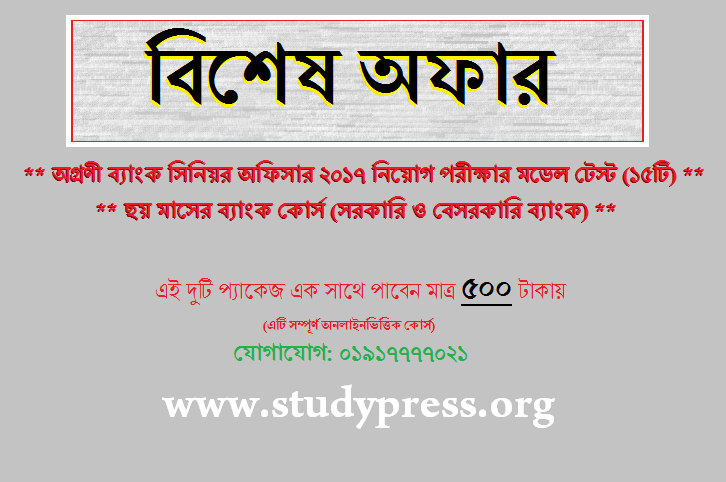 বিশেষ অফার
** অগ্রণী ব্যাংক সিনিয়র অফিসার ২০১৭ নিয়োগ পরীক্ষার মডেল টেস্ট (১৫টি) **
** ছয় মাসের ব্যাংক কোর্স (সরকারি ও বেসরকারি ব্যাংক) **
এই দুটি প্যাকেজ এক সাথে পাবেন মাত্র ৫০০ টাকায়
(এটি সম্পূর্ণ অনলাইনভিত্তিক কোর্স)
যোগাযোগ: ০১৯১৭৭৭৭০২১
www.studypress.org